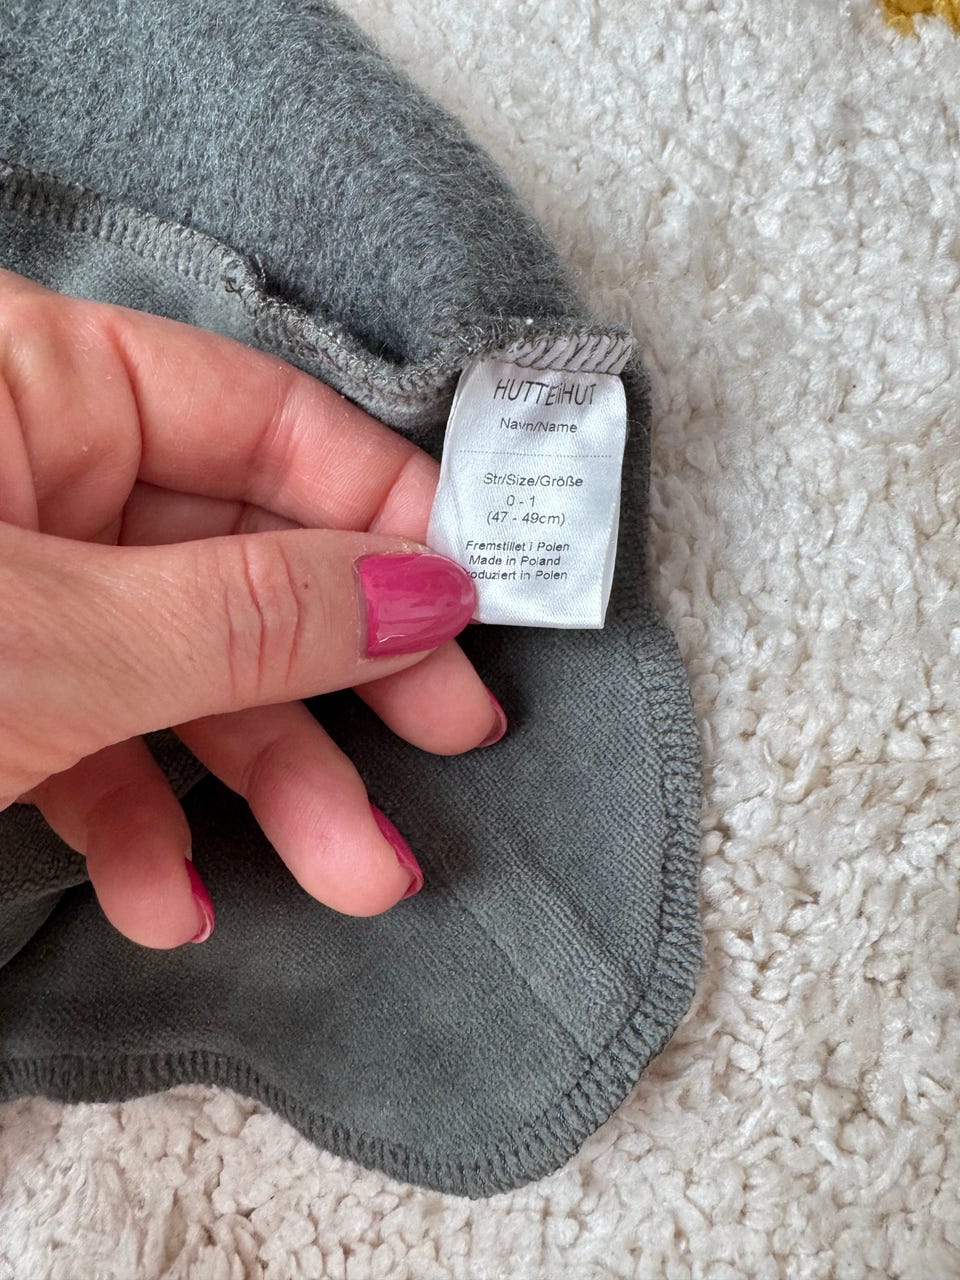 HUTTEliHUT
Navn/Name
Str/Size/Größe
0 - 1
(47 - 49cm)
Fremstillet i Polen
Made in Poland
roduziert in Polen